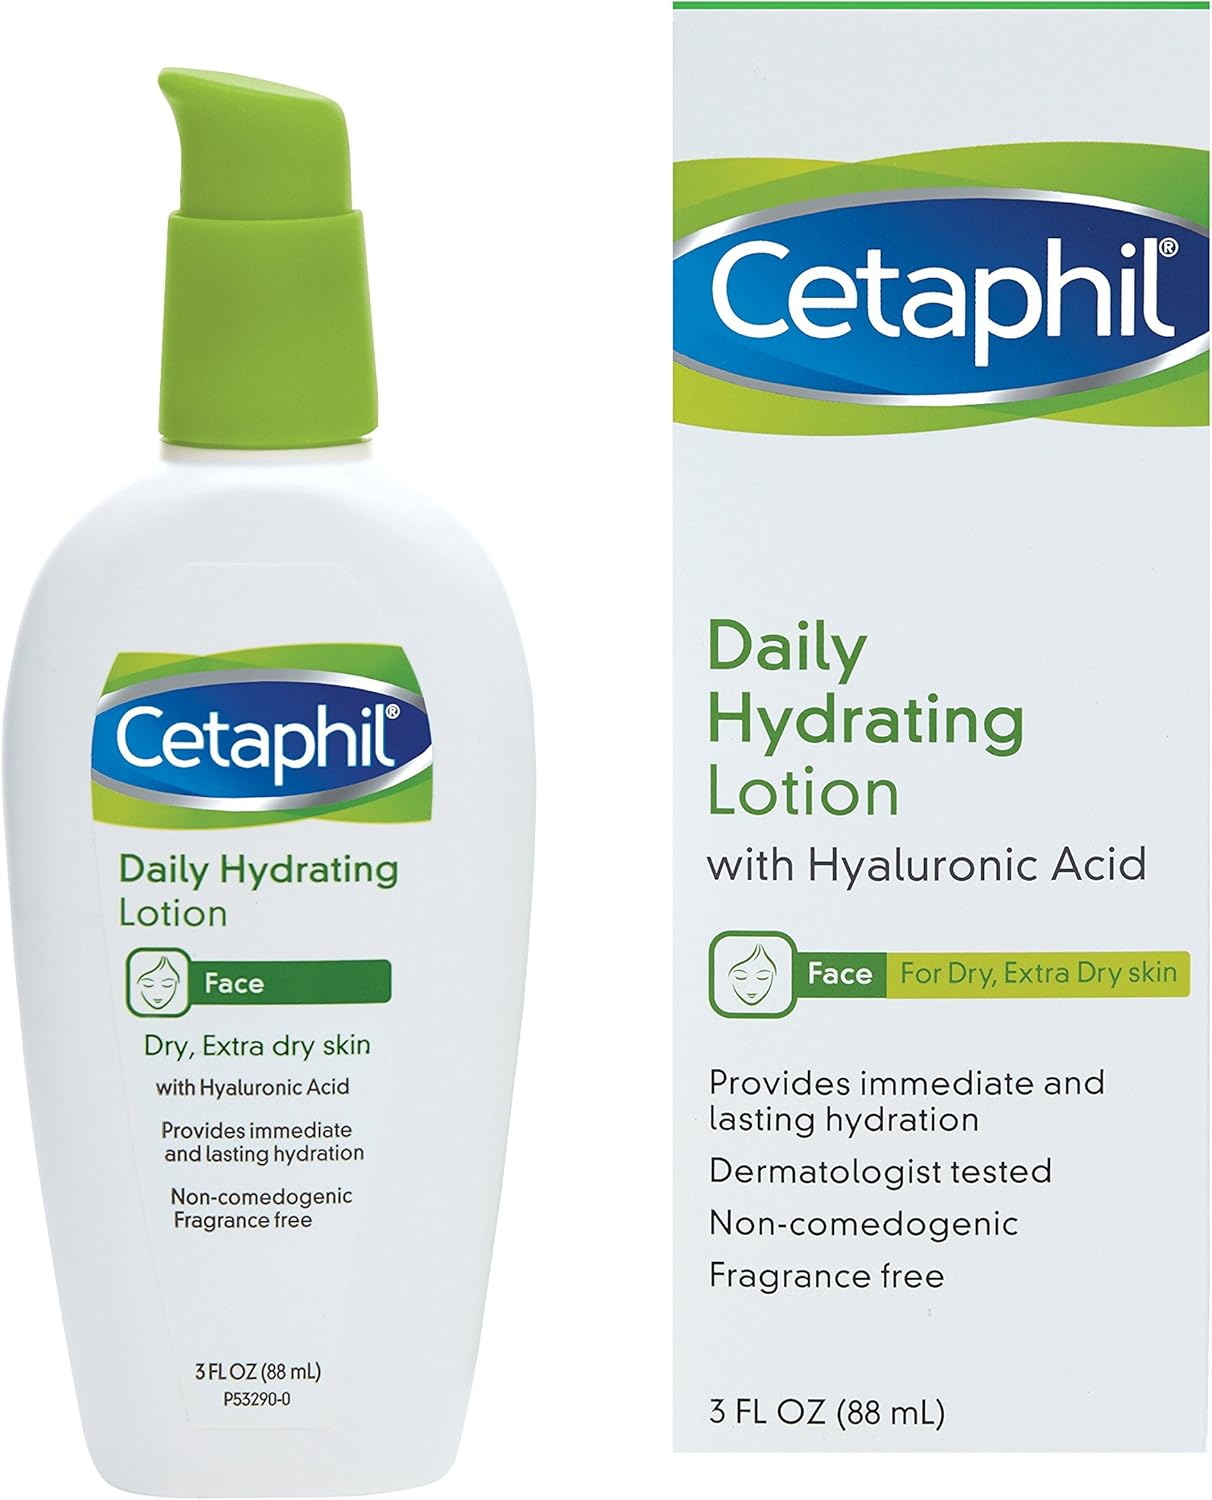 Cetaphil®
Daily Hydrating
Lotion
Face
Dry, Extra dry skin
with Hyaluronic Acid
Provides immediate
and lasting hydration
Non-comedogenic
Fragrance free
3 FL OZ (88 mL)
P53290-0
Cetaphil®
Daily
Hydrating
Lotion
with Hyaluronic Acid
Face For Dry, Extra Dry skin
Provides immediate and
lasting hydration
Dermatologist tested
Non-comedogenic
Fragrance free
3 FL OZ (88 mL)